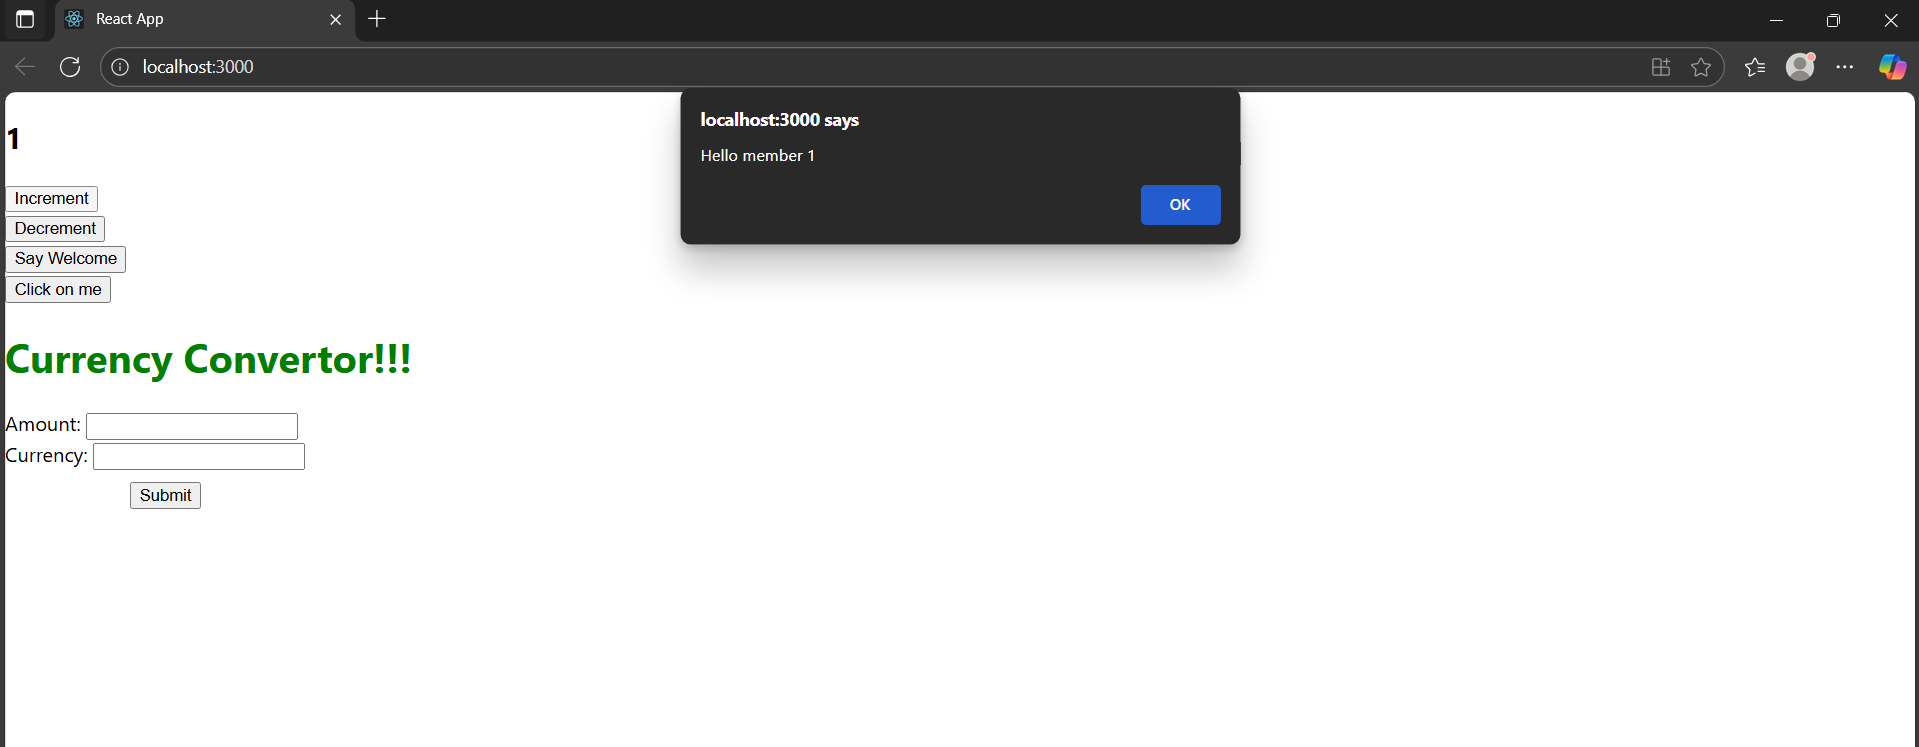 React App
localhost:3000
localhost:3000 says
Hello member 1
OK
1
Increment
Decrement
Say Welcome
Click on me
Currency Convertor!!!
Amount:
Currency:
Submit